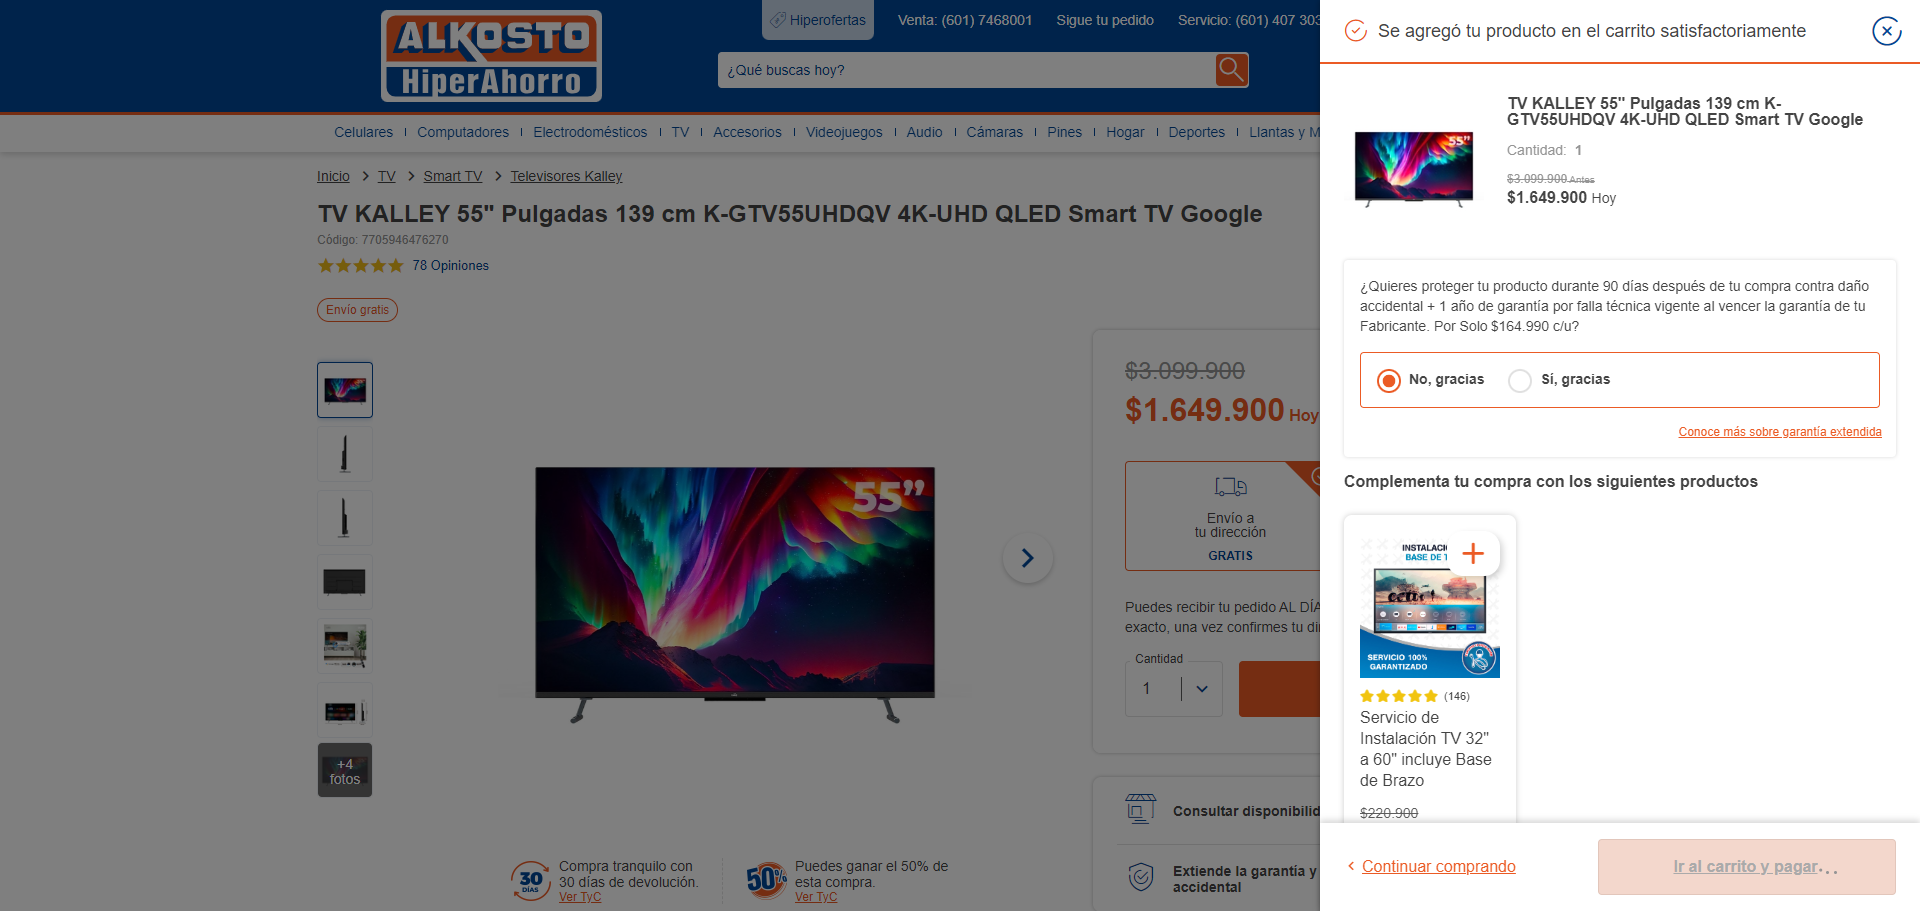 ALKOSTO
HiperAhorro
Hiperofertas
Venta: (601) 7468001
Sigue tu pedido
Servicio: (601) 407 303
¿Qué buscas hoy?
Celulares
Computadores
Electrodomésticos
TV
Accesorios
Videojuegos
Audio
Cámaras
Pines
Hogar
Deportes
Llantas y M
Inicio > TV > Smart TV > Televisores Kalley
TV KALLEY 55" Pulgadas 139 cm K-GTV55UHDQV 4K-UHD QLED Smart TV Google
Código: 7705946476270
78 Opiniones
Envío gratis
+4
fotos
55”
$3.099.900
$1.649.900 Hoy
Envío a
tu dirección
GRATIS
Puedes recibir tu pedido AL DÍA
exacto, una vez confirmes tu di
Cantidad
1
Consultar disponibilid
Extiende la garantía y
accidental
30
DÍAS
Compra tranquilo con
30 días de devolución.
Ver TyC
50%
Puedes ganar el 50% de
esta compra.
Ver TyC
Se agregó tu producto en el carrito satisfactoriamente
55”
TV KALLEY 55" Pulgadas 139 cm K-
GTV55UHDQV 4K-UHD QLED Smart TV Google
Cantidad: 1
$3.099.900 Antes
$1.649.900 Hoy
¿Quieres proteger tu producto durante 90 días después de tu compra contra daño
accidental + 1 año de garantía por falla técnica vigente al vencer la garantía de tu
Fabricante. Por Solo $164.990 c/u?
No, gracias
Sí, gracias
Conoce más sobre garantía extendida
Complementa tu compra con los siguientes productos
INSTALACI
BASE DE T
SERVICIO 100%
GARANTIZADO
(146)
Servicio de
Instalación TV 32"
a 60" incluye Base
de Brazo
$220.900
Continuar comprando
Ir al carrito y pagar...